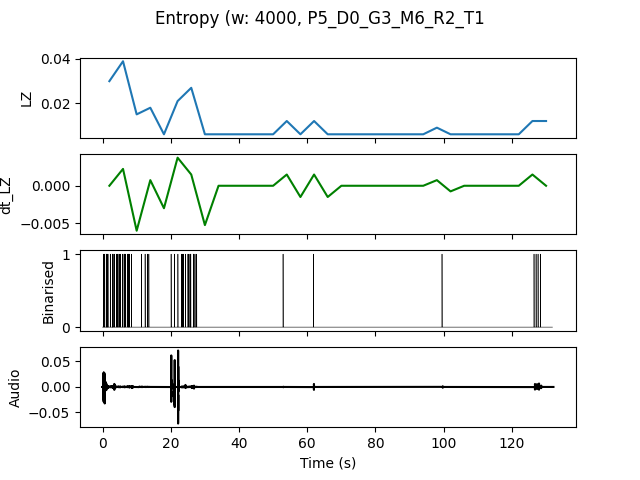 Entropy (w: 4000, P5_D0_G3_M6_R2_T1
0.04
0.02
LZ
0.000
−0.005
dt_LZ
1
0
Binarised
0.05
0.00
−0.05
Audio
0 20 40 60 80 100 120
Time (s)